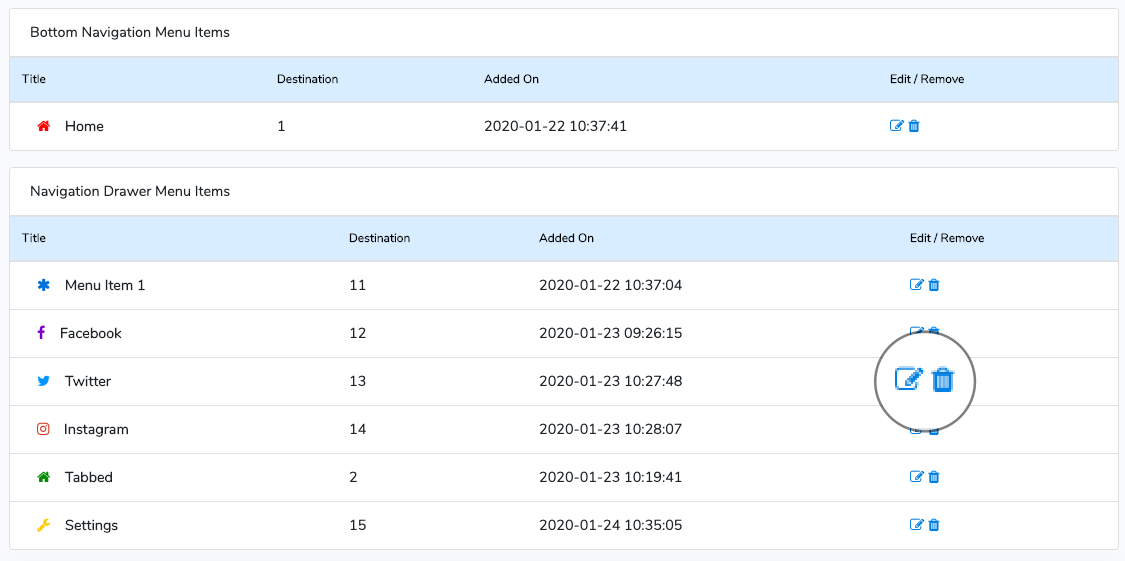 Bottom Navigation Menu Items
Title Destination Added On Edit / Remove
Home 1 2020-01-22 10:37:41
Navigation Drawer Menu Items
Title Destination Added On Edit / Remove
Menu Item 1 11 2020-01-22 10:37:04
Facebook 12 2020-01-23 09:26:15
Twitter 13 2020-01-23 10:27:48
Instagram 14 2020-01-23 10:28:07
Tabbed 2 2020-01-23 10:19:41
Settings 15 2020-01-24 10:35:05